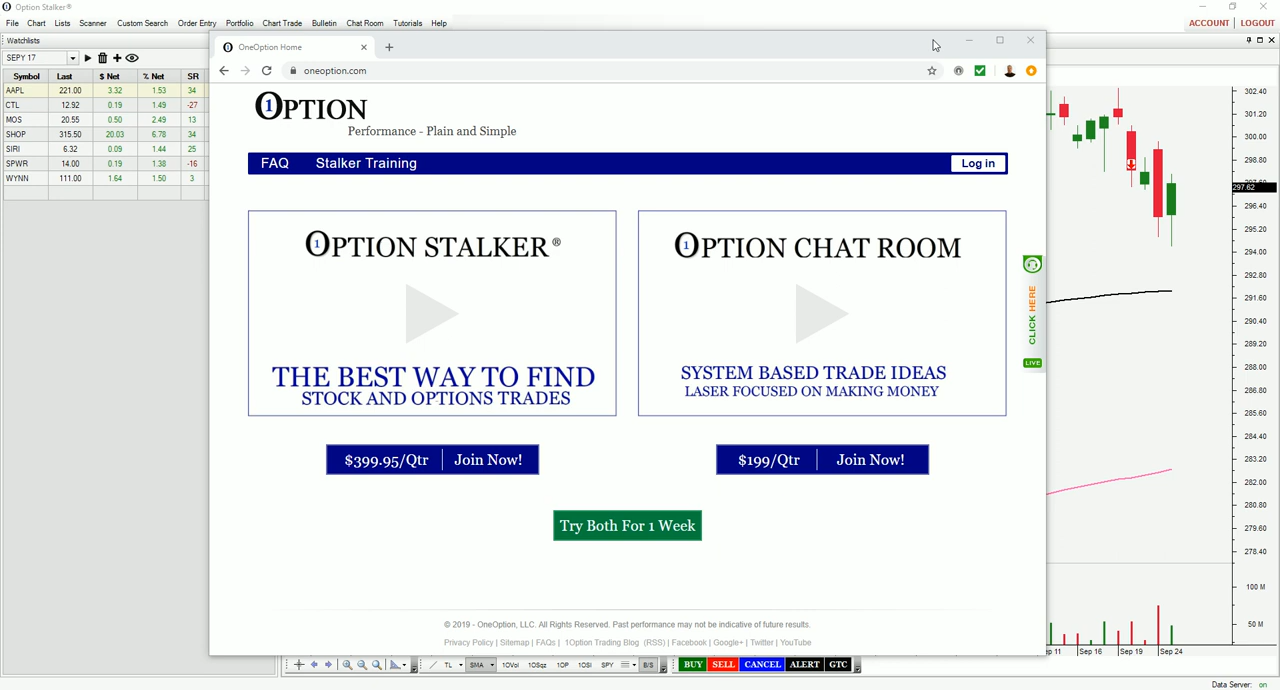 Option Stalker®
File Chart Lists Scanner Custom Search Order Entry Portfolio Chart Trade Bulletin Chat Room Tutorials Help
ACCOUNT | LOGOUT
Watchlists
SEPY 17
Symbol Last $ Net % Net SR
AAPL 221.00 3.32 1.53 34
CTL 12.92 0.19 1.49 -27
MOS 20.55 0.50 2.49 13
SHOP 315.50 20.03 6.78 34
SIRI 6.32 0.09 1.44 25
SPWR 14.00 0.19 1.38 -16
WYNN 111.00 1.64 1.50 3
OneOption Home
oneoption.com
1OPTION
Performance - Plain and Simple
FAQ Stalker Training Log in
1OPTION STALKER ®
THE BEST WAY TO FIND
STOCK AND OPTIONS TRADES
$399.95/Qtr Join Now!
1OPTION CHAT ROOM
SYSTEM BASED TRADE IDEAS
LASER FOCUSED ON MAKING MONEY
$199/Qtr Join Now!
Try Both For 1 Week
CLICK HERE
LIVE
© 2019 - OneOption, LLC. All Rights Reserved. Past performance may be not indicative of future results.
Privacy Policy | Sitemap | FAQs | 1Option Trading Blog (RSS) | Facebook | Google+ | Twitter | YouTube
302.40
301.20
300.00
298.80
297.62
296.40
295.20
294.00
292.80
291.60
290.40
289.20
288.00
286.80
285.60
284.40
283.20
282.00
280.80
279.60
278.40
100 M
50 M
ep 11 Sep 16 Sep 19 Sep 24
TL SMA 1OVol 1OSqz 1OP 1OSI SPY B/S BUY SELL CANCEL ALERT GTC
Data Server: on